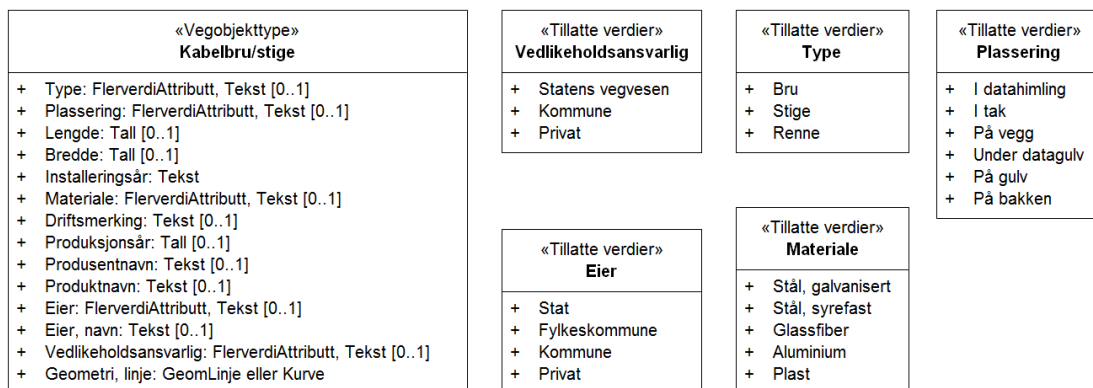 «Vegobjekttype»
Kabelbru/stige
+ Type: FlerverdiAttributt, Tekst [0..1]
+ Plassering: FlerverdiAttributt, Tekst [0..1]
+ Lengde: Tall [0..1]
+ Bredde: Tall [0..1]
+ Installeringsår: Tekst
+ Materiale: FlerverdiAttributt, Tekst [0..1]
+ Driftsmerking: Tekst [0..1]
+ Produksjonsår: Tall [0..1]
+ Produsentnavn: Tekst [0..1]
+ Produktnavn: Tekst [0..1]
+ Eier: FlerverdiAttributt, Tekst [0..1]
+ Eier, navn: Tekst [0..1]
+ Vedlikeholdsansvarlig: FlerverdiAttributt, Tekst [0..1]
+ Geometri, linje: GeomLinje eller Kurve
«Tillatte verdier»
Vedlikeholdsansvarlig
+ Statens vegvesen
+ Kommune
+ Privat
«Tillatte verdier»
Type
+ Bru
+ Stige
+ Renne
«Tillatte verdier»
Plassering
+ I datahimling
+ I tak
+ På vegg
+ Under datagulv
+ På gulv
+ På bakken
«Tillatte verdier»
Eier
+ Stat
+ Fylkeskommune
+ Kommune
+ Privat
«Tillatte verdier»
Materiale
+ Stål, galvanisert
+ Stål, syrefast
+ Glassfiber
+ Aluminium
+ Plast